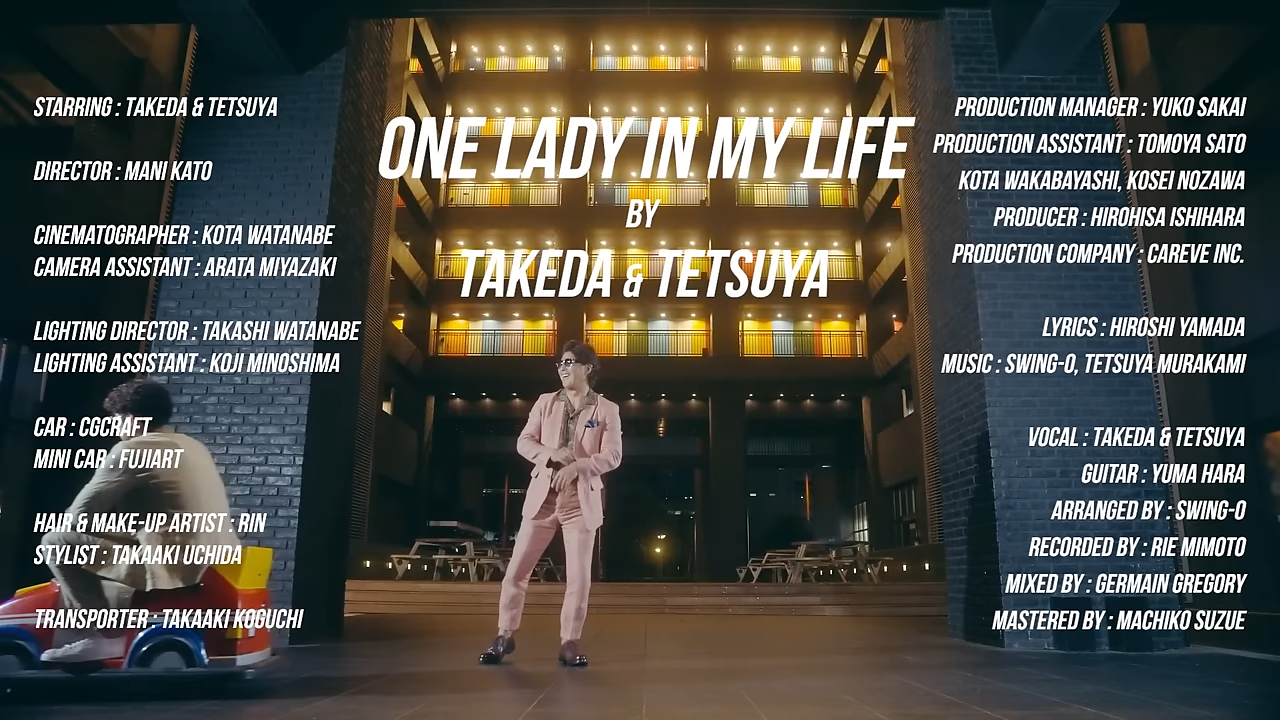 STARRING : TAKEDA & TETSUYA
DIRECTOR : MANI KATO
CINEMATOGRAPHER : KOTA WATANABE
CAMERA ASSISTANT : ARATA MIYAZAKI
LIGHTING DIRECTOR : TAKASHI WATANABE
LIGHTING ASSISTANT : KOJI MINOSHIMA
CAR : CGCRAFT
MINI CAR : FUJIART
HAIR & MAKE-UP ARTIST : RIN
STYLIST : TAKAAKI UCHIDA
TRANSPORTER : TAKAAKI KOGUCHI
ONE LADY IN MY LIFE
BY
TAKEDA & TETSUYA
PRODUCTION MANAGER : YUKO SAKAI
PRODUCTION ASSISTANT : TOMOYA SATO
KOTA WAKABAYASHI, KOSEI NOZAWA
PRODUCER : HIROHISA ISHIHARA
PRODUCTION COMPANY : CAREVE INC.
LYRICS : HIROSHI YAMADA
MUSIC : SWING-O, TETSUYA MURAKAMI
VOCAL : TAKEDA & TETSUYA
GUITAR : YUMA HARA
ARRANGED BY : SWING-O
RECORDED BY : RIE MIMOTO
MIXED BY : GERMAIN GREGORY
MASTERED BY : MACHIKO SUZUE